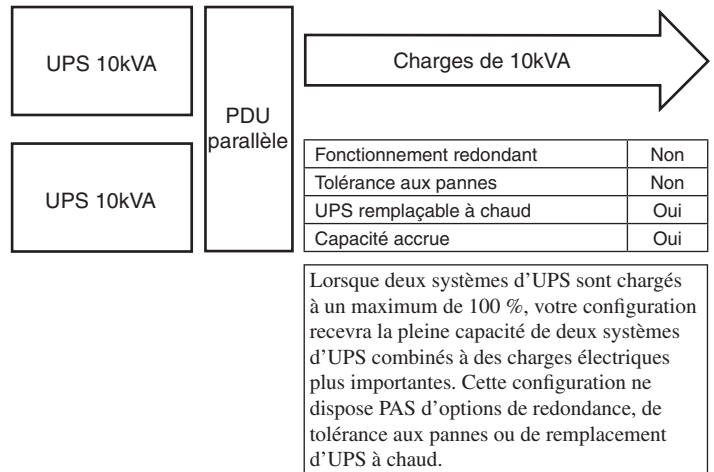 UPS 10kVA
UPS 10kVA
PDU
parallèle
Charges de 10kVA
Fonctionnement redondant Non
Tolérance aux pannes Non
UPS remplaçable à chaud Oui
Capacité accrue Oui
Lorsque deux systèmes d'UPS sont chargés
à un maximum de 100 %, votre configuration
recevra la pleine capacité de deux systèmes
d'UPS combinés à des charges électriques
plus importantes. Cette configuration ne
dispose PAS d'options de redondance, de
tolérance aux pannes ou de remplacement
d'UPS à chaud.